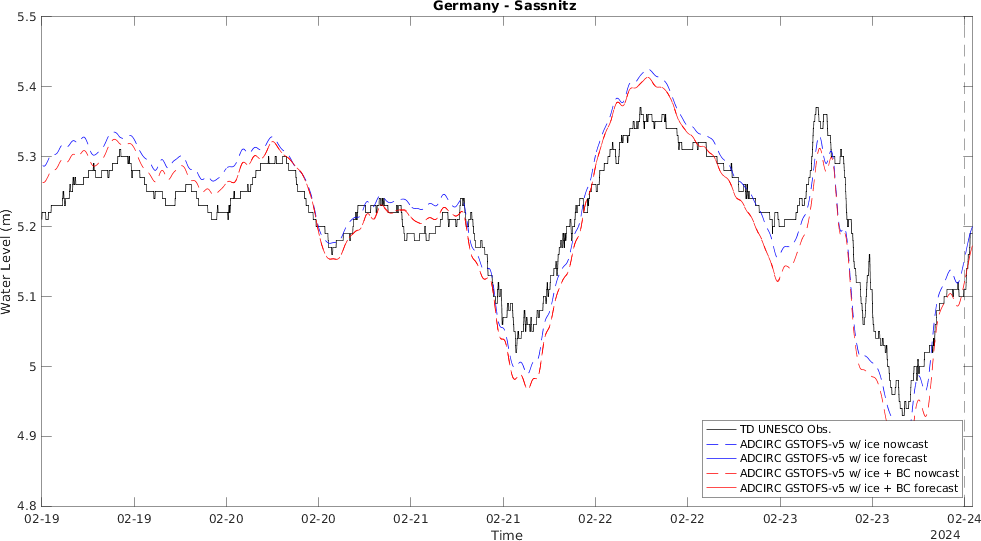 Germany - Sassnitz
5.5
5.4
5.3
5.2
5.1
5
4.9
4.8
Water Level (m)
TD UNESCO Obs.
ADCIRC GSTOFS-v5 w/ ice nowcast
ADCIRC GSTOFS-v5 w/ ice forecast
ADCIRC GSTOFS-v5 w/ ice + BC nowcast
ADCIRC GSTOFS-v5 w/ ice + BC forecast
02-19 02-19 02-20 02-20 02-21 02-21 02-22 02-22 02-23 02-23 02-24
Time
2024